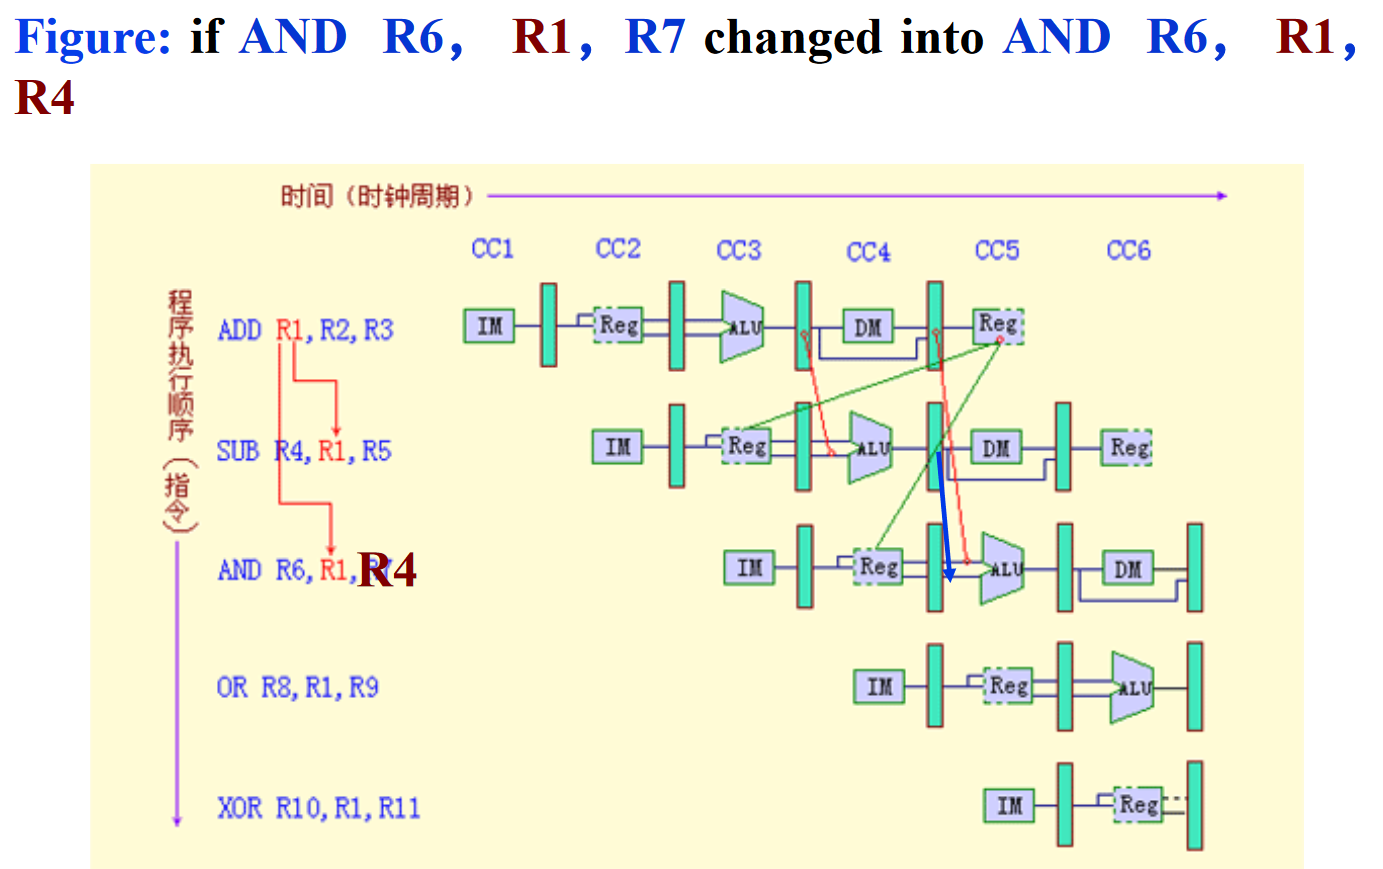 Figure: if AND R6, R1, R7 changed into AND R6, R1,
R4
时间（时钟周期）
CC1 CC2 CC3 CC4 CC5 CC6
程序执行顺序（指令）
ADD R1,R2,R3
IM Reg ALU DM Reg
SUB R4,R1,R5
IM Reg ALU DM Reg
AND R6,R1,R4
IM Reg ALU DM
OR R8,R1,R9
IM Reg ALU
XOR R10,R1,R11
IM Reg